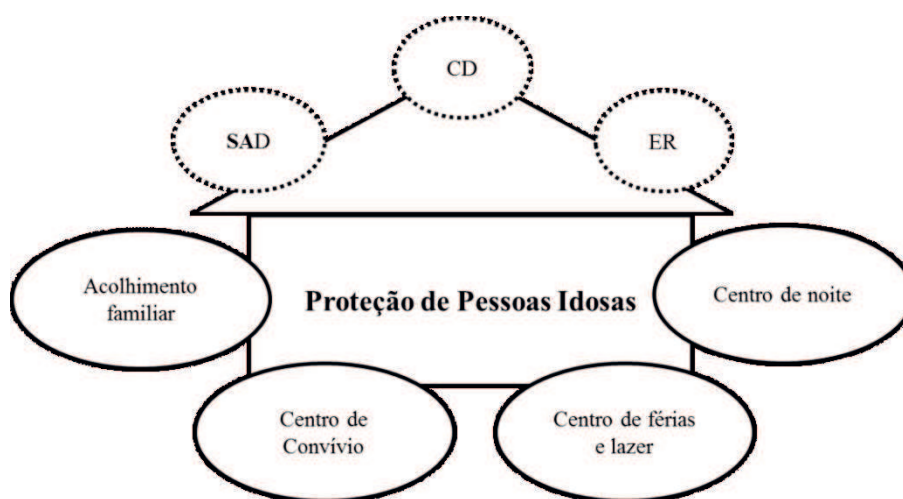 CD
SAD
ER
Acolhimento
familiar
Proteção de Pessoas Idosas
Centro de noite
Centro de
Convívio
Centro de férias
e lazer